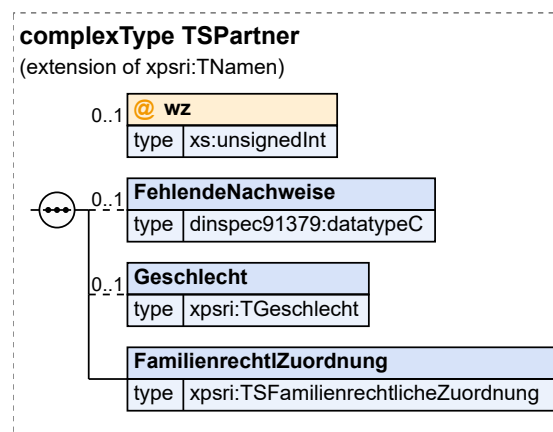 complexType TSPartner
(extension of xpsri:TNamen)
0..1 @ wz
type xs:unsignedInt
0..1 FehlendeNachweise
type dinspec91379:datatypeC
0..1 Geschlecht
type xpsri:TGeschlecht
FamilienrechtlZuordnung
type xpsri:TSFamilienrechtlicheZuordnung